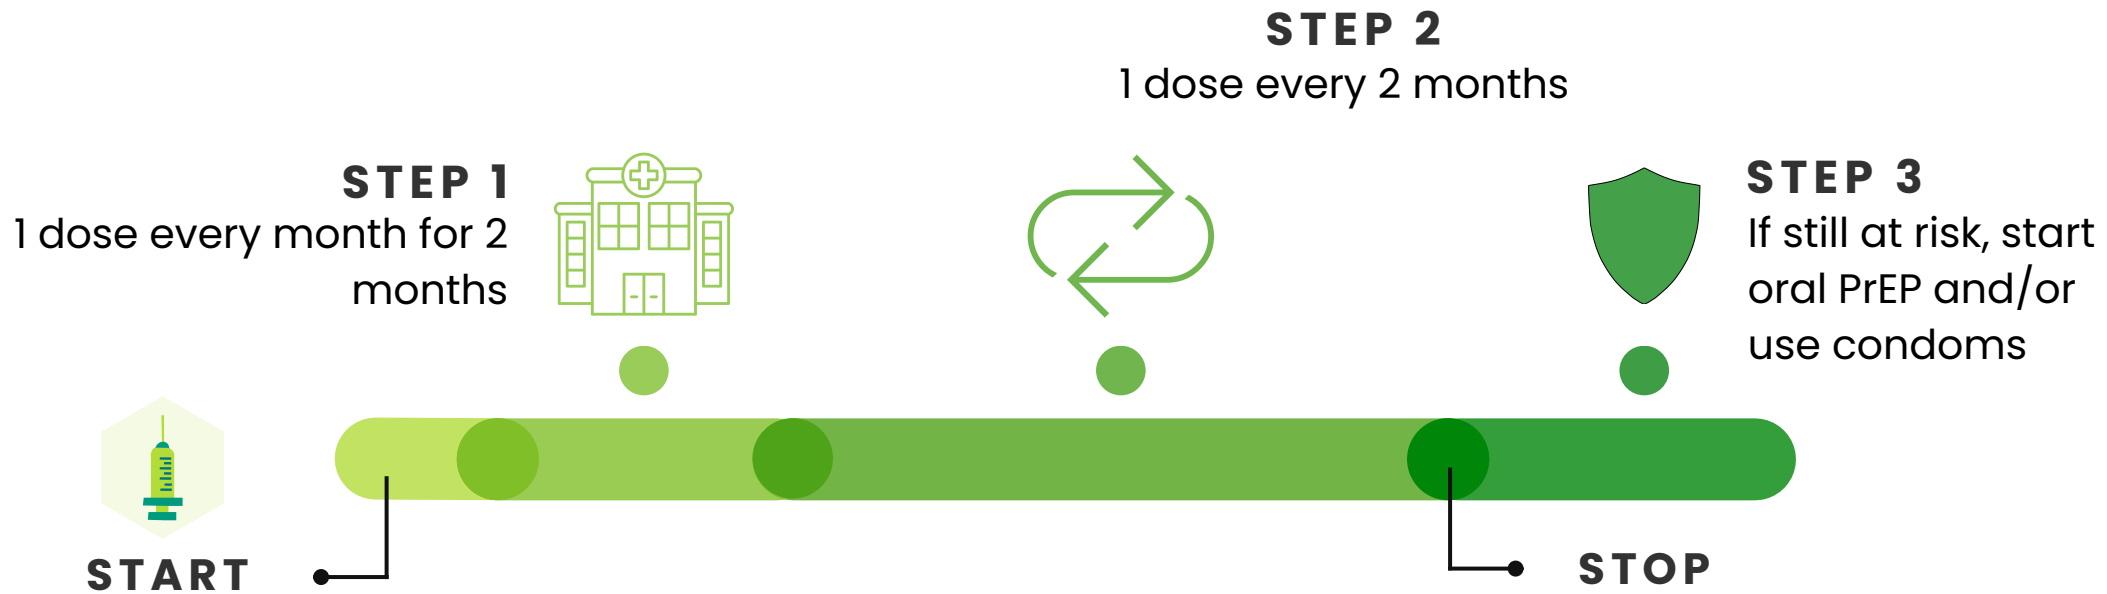 STEP 1
1 dose every month for 2
months
STEP 2
1 dose every 2 months
STEP 3
If still at risk, start
oral PrEP and/or
use condoms
START
STOP